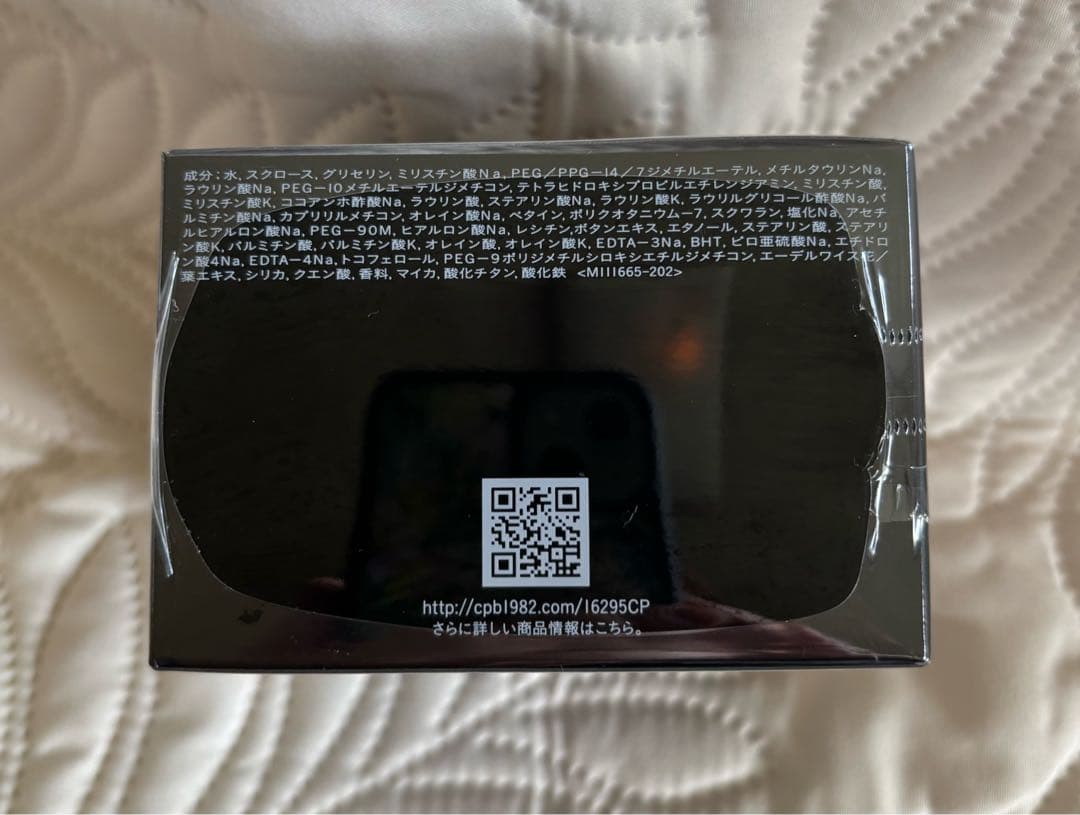 成分：水, スクロース, グリセリン, ミリスチン酸Na, PEG／PPG−14／7ジメチルエーテル, メチルタウリンNa,
ラウリン酸Na, PEG−10メチルエーテルジメチコン, テトラヒドロキシプロピルエチレンジアミン, ミリスチン酸,
ミリスチン酸K, ココアンホ酢酸Na, ラウリン酸, ステアリン酸Na, ラウリン酸K, ラウリルグリコール酢酸Na, パ
ルミチン酸Na, カプリリルメチコン, オレイン酸Na, ベタイン, ポリクオタニウム−7, スクワラン, 塩化Na, アセチ
ルヒアルロン酸Na, PEG−90M, ヒアルロン酸Na, レシチン, ボタンエキス, エタノール, ステアリン酸, ステアリ
ン酸K, パルミチン酸, パルミチン酸K, オレイン酸, オレイン酸K, EDTA−3Na, BHT, ピロ亜硫酸Na, エチドロ
ン酸4Na, EDTA−4Na, トコフェロール, PEG−9ポリジメチルシロキシエチルジメチコン, エーデルワイス花／
葉エキス, シリカ, クエン酸, 香料, マイカ, 酸化チタン, 酸化鉄 <M111665-202>
http://cpb1982.com/16295CP
さらに詳しい商品情報はこちら。